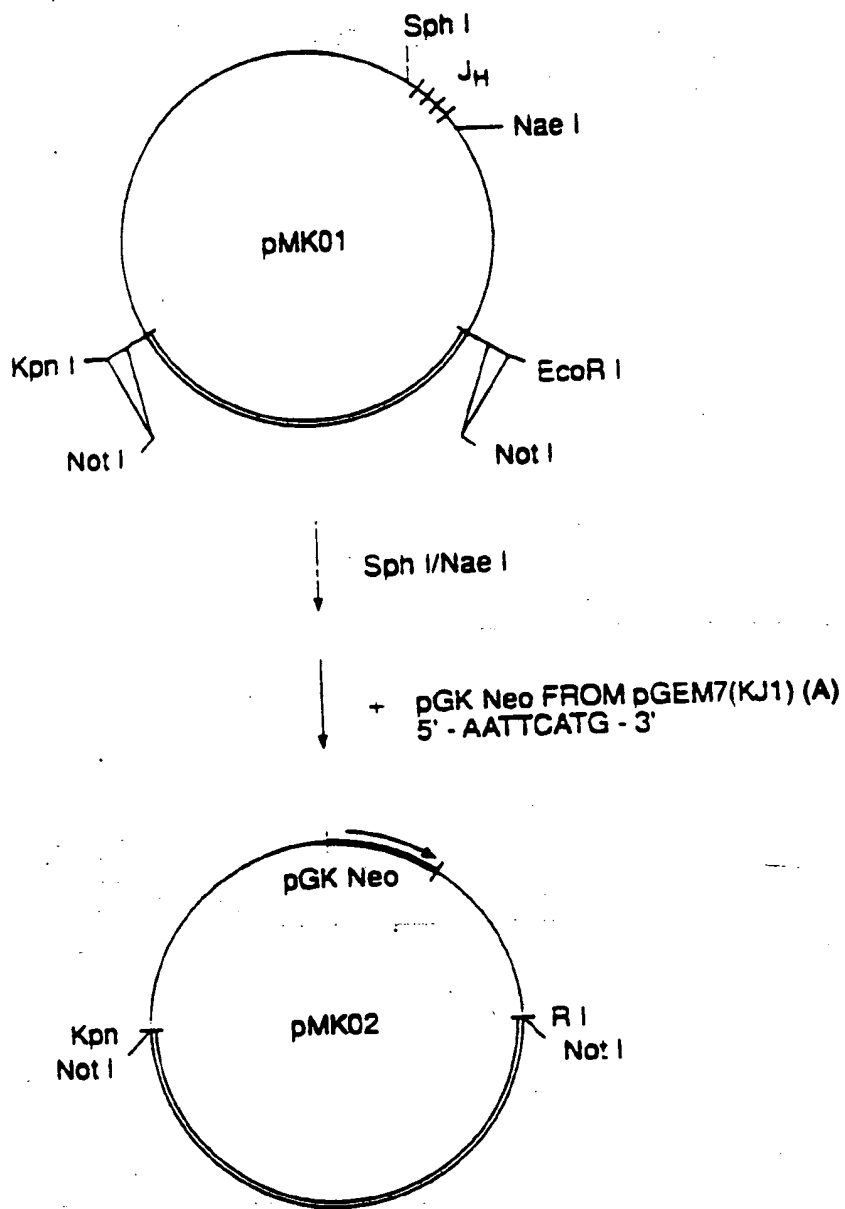 Sph I
JH
Nae I
pMK01
Kpn I
EcoR I
Not I
Not I
Sph I/Nae I
+ pGK Neo FROM pGEM7(KJ1) (A)
5' - AATTCATG - 3'
pGK Neo
Kpn
pMK02
R I
Not I
Not I